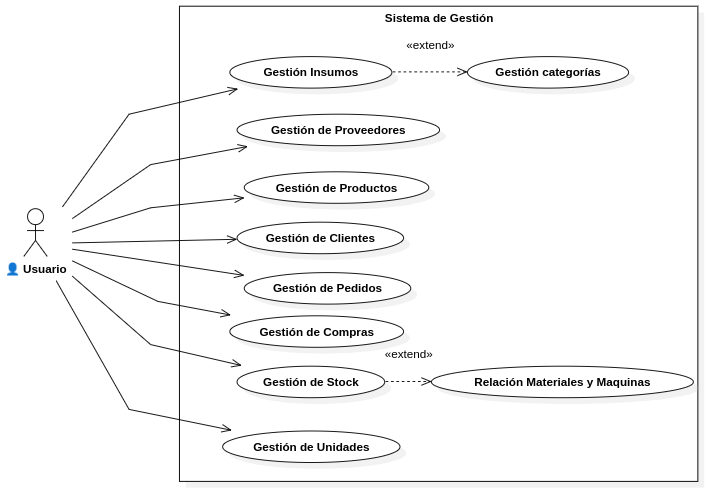 Sistema de Gestión
«extend»
Gestión Insumos
Gestión categorías
Gestión de Proveedores
Gestión de Productos
Gestión de Clientes
Usuario
Gestión de Pedidos
Gestión de Compras
«extend»
Gestión de Stock
Relación Materiales y Maquinas
Gestión de Unidades